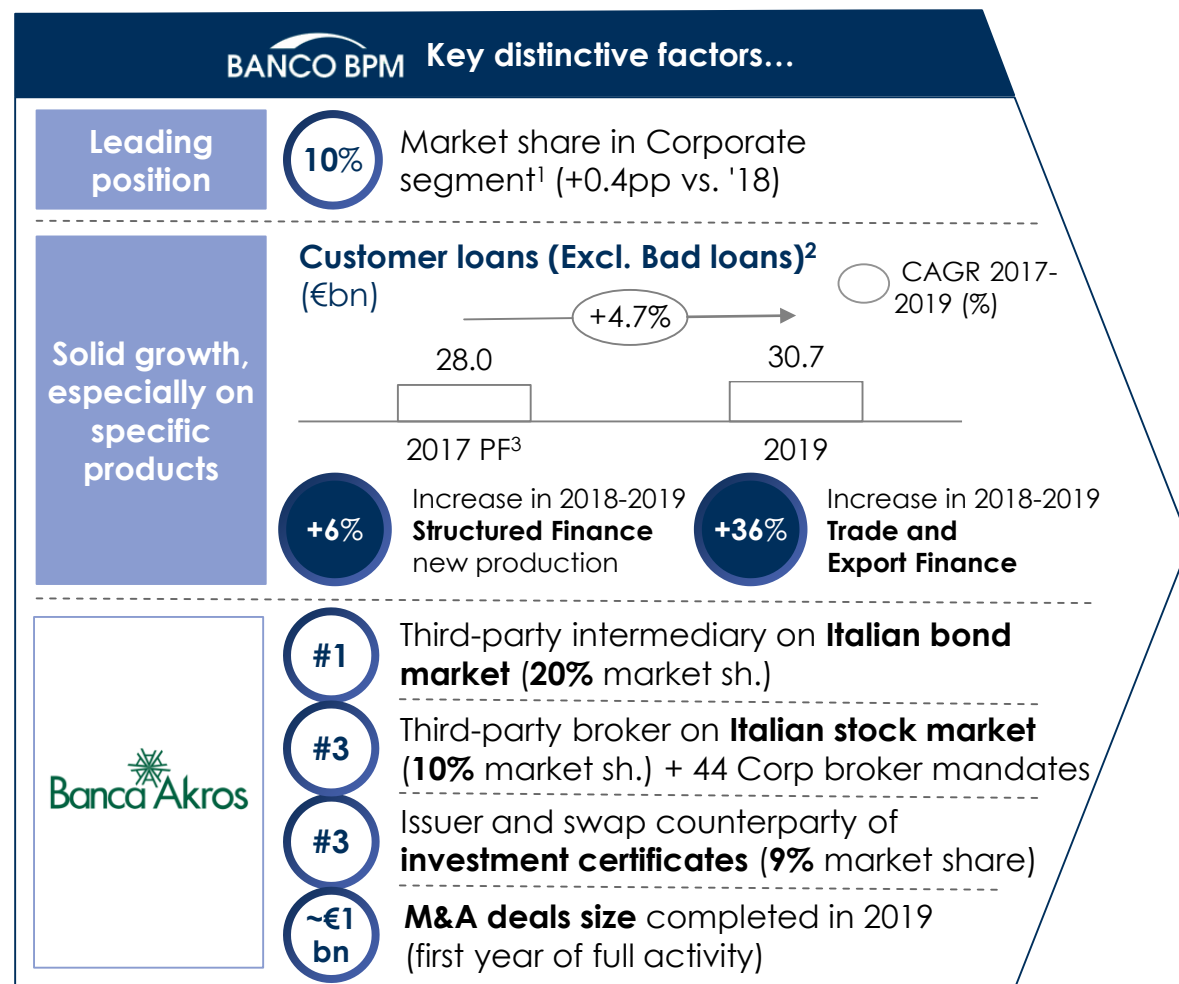 BANCO BPM Key distinctive factors…
Leading
position
10%
Market share in Corporate
segment¹ (+0.4pp vs. '18)
Solid growth,
especially on
specific
products
Customer loans (Excl. Bad loans)²
(€bn)
CAGR 2017-
2019 (%)
+4.7%
28.0
30.7
2017 PF³
2019
+6%
Increase in 2018-2019
Structured Finance
new production
+36%
Increase in 2018-2019
Trade and
Export Finance
Banca Akros
#1
Third-party intermediary on Italian bond
market (20% market sh.)
#3
Third-party broker on Italian stock market
(10% market sh.) + 44 Corp broker mandates
#3
Issuer and swap counterparty of
investment certificates (9% market share)
~€1
bn
M&A deals size completed in 2019
(first year of full activity)